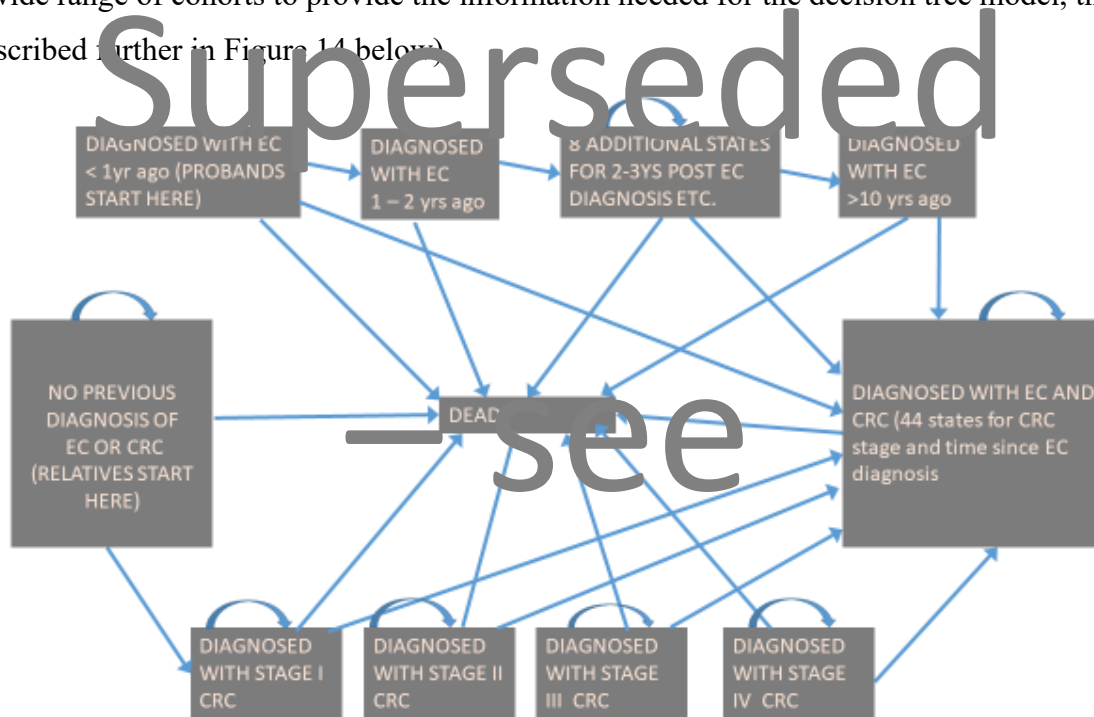 wide range of cohorts to provide the information needed for the decision tree model,
scribed further in Figure 14 below)
Superseded
DIAGNOSED WITH EC
< 1yr ago (PROBANDS
START HERE)
DIAGNOSED
WITH EC
1 – 2 yrs ago
8 ADDITIONAL STATES
FOR 2-3YS POST EC
DIAGNOSIS ETC.
DIAGNOSED
WITH EC
>10 yrs ago
NO PREVIOUS
DIAGNOSIS OF
EC OR CRC
(RELATIVES START
HERE)
DEAD
– see
DIAGNOSED WITH EC AND
CRC (44 states for CRC
stage and time since EC
diagnosis
DIAGNOSED
WITH STAGE I
CRC
DIAGNOSED
WITH STAGE II
CRC
DIAGNOSED
WITH STAGE
III CRC
DIAGNOSED
WITH STAGE
IV CRC